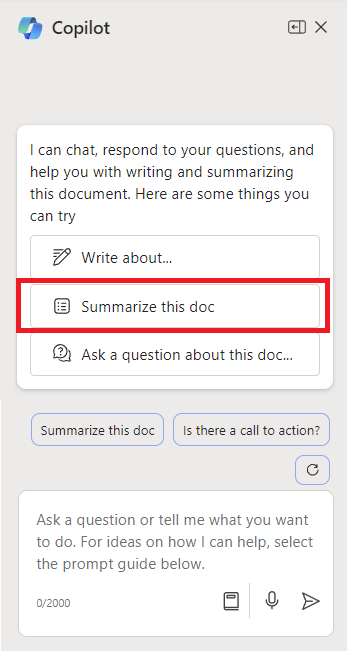 Copilot
I can chat, respond to your questions, and
help you with writing and summarizing
this document. Here are some things you
can try
Write about...
Summarize this doc
Ask a question about this doc...
Summarize this doc
Is there a call to action?
Ask a question or tell me what you want
to do. For ideas on how I can help, select
the prompt guide below.
0/2000